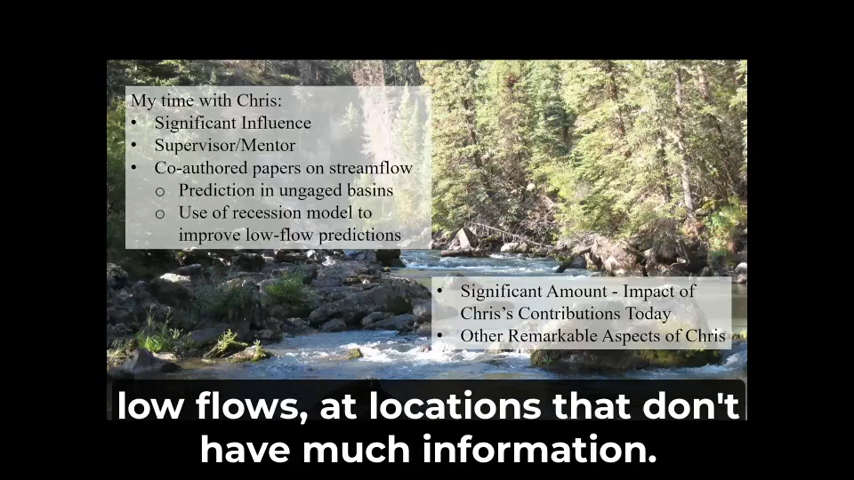 My time with Chris:
• Significant Influence
• Supervisor/Mentor
• Co-authored papers on streamflow
o Prediction in ungaged basins
o Use of recession model to
improve low-flow predictions
• Significant Amount - Impact of
Chris's Contributions Today
• Other Remarkable Aspects of Chris
low flows, at locations that don't
have much information.